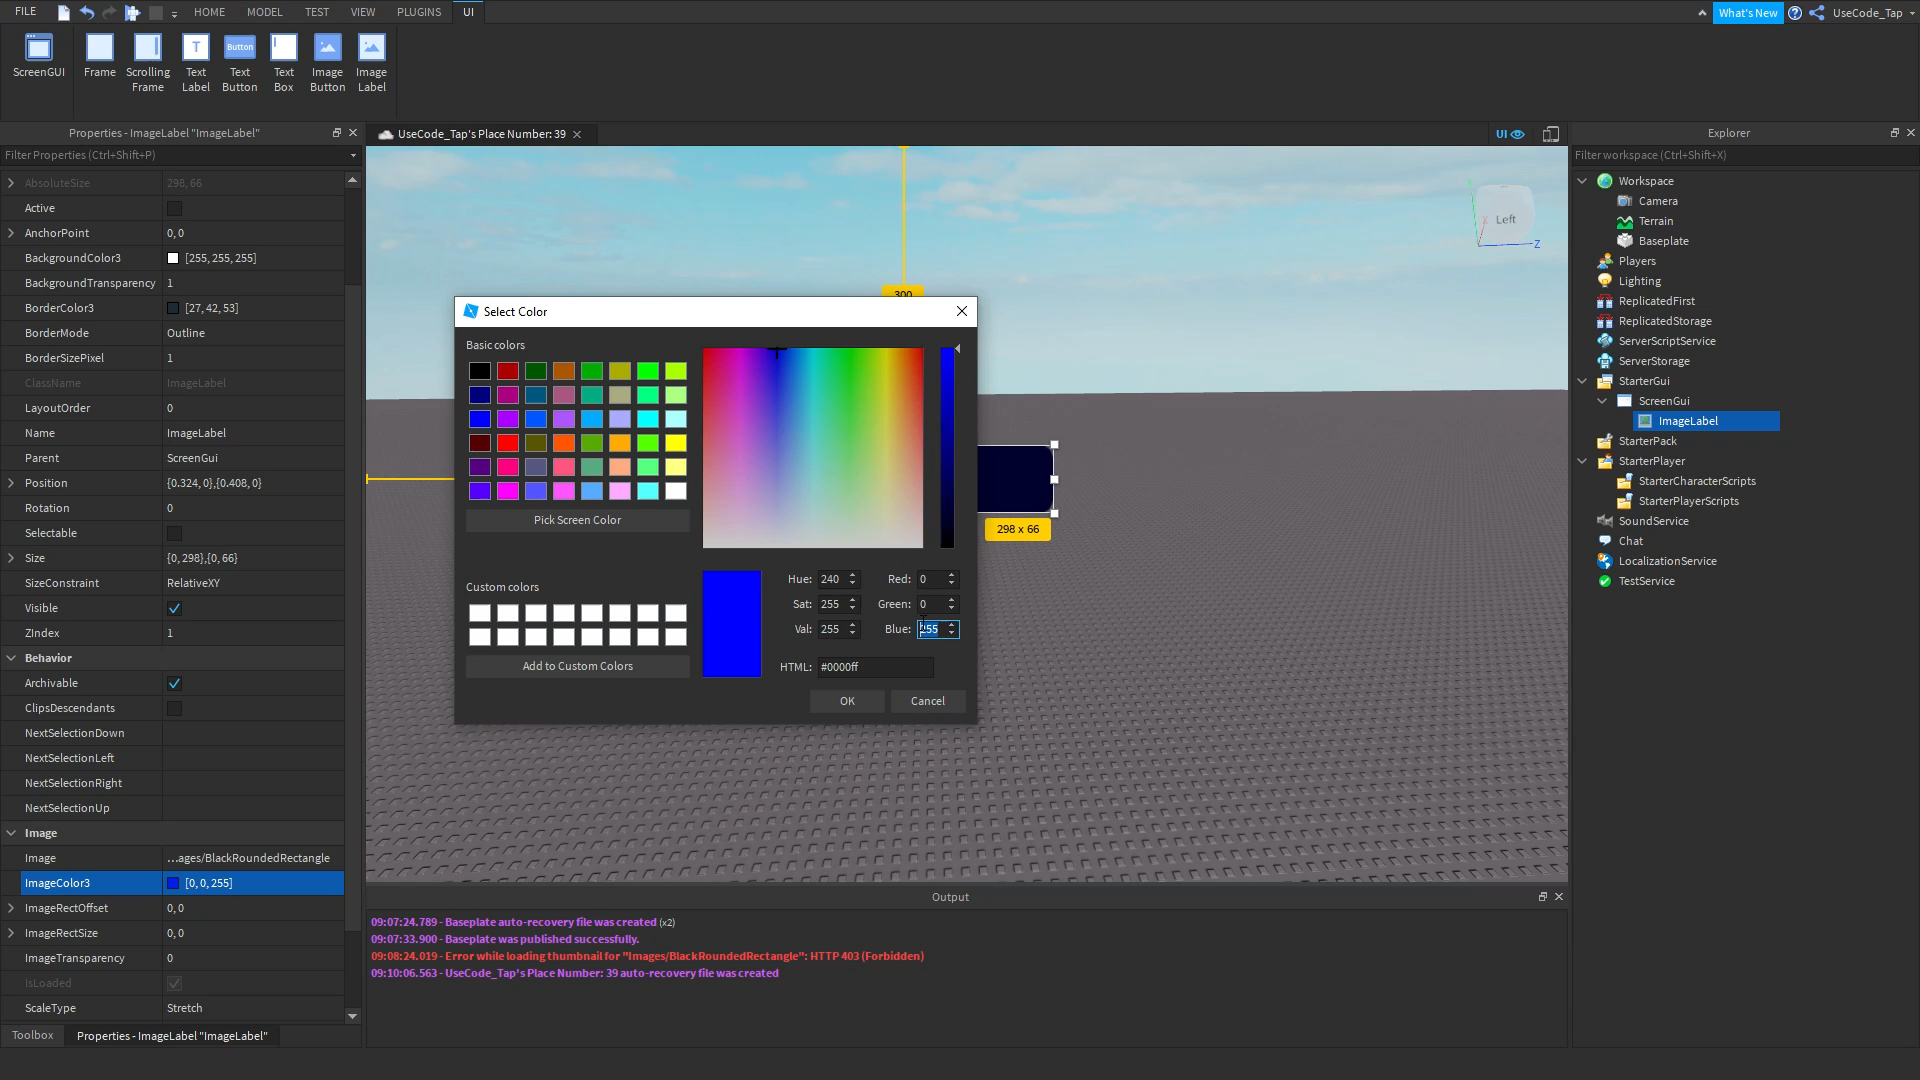 FILE HOME MODEL TEST VIEW PLUGINS UI What's New UseCode_Tap
ScreenGUI Frame Scrolling Frame Text Label Text Button Button Text Box Image Button Image Label
Properties - ImageLabel "ImageLabel"
Filter Properties (Ctrl+Shift+P)
AbsoluteSize 298, 66
Active
AnchorPoint 0, 0
BackgroundColor3 [255, 255, 255]
BackgroundTransparency 1
BorderColor3 [27, 42, 53]
BorderMode Outline
BorderSizePixel 1
ClassName ImageLabel
LayoutOrder 0
Name ImageLabel
Parent ScreenGui
Position {0.324, 0},{0.408, 0}
Rotation 0
Selectable
Size {0, 298},{0, 66}
SizeConstraint RelativeXY
Visible
ZIndex 1
Behavior
Archivable
ClipsDescendants
NextSelectionDown
NextSelectionLeft
NextSelectionRight
NextSelectionUp
Image
Image ...ages/BlackRoundedRectangle
ImageColor3 [0, 0, 255]
ImageRectOffset 0, 0
ImageRectSize 0, 0
ImageTransparency 0
IsLoaded
ScaleType Stretch
Toolbox Properties - ImageLabel "ImageLabel"
UseCode_Tap's Place Number: 39 UI
Left
Z
300
Select Color
Basic colors
Pick Screen Color
Custom colors
Add to Custom Colors
Hue: 240 Red: 0
Sat: 255 Green: 0
Val: 255 Blue: 255
HTML: #0000ff
OK Cancel
298 x 66
Output
09:07:24.789 - Baseplate auto-recovery file was created (x2)
09:07:33.900 - Baseplate was published successfully.
09:08:24.019 - Error while loading thumbnail for "Images/BlackRoundedRectangle": HTTP 403 (Forbidden)
09:10:06.563 - UseCode_Tap's Place Number: 39 auto-recovery file was created
Explorer
Filter workspace (Ctrl+Shift+X)
Workspace
Camera
Terrain
Baseplate
Players
Lighting
ReplicatedFirst
ReplicatedStorage
ServerScriptService
ServerStorage
StarterGui
ScreenGui
ImageLabel
StarterPack
StarterPlayer
StarterCharacterScripts
StarterPlayerScripts
SoundService
Chat
LocalizationService
TestService